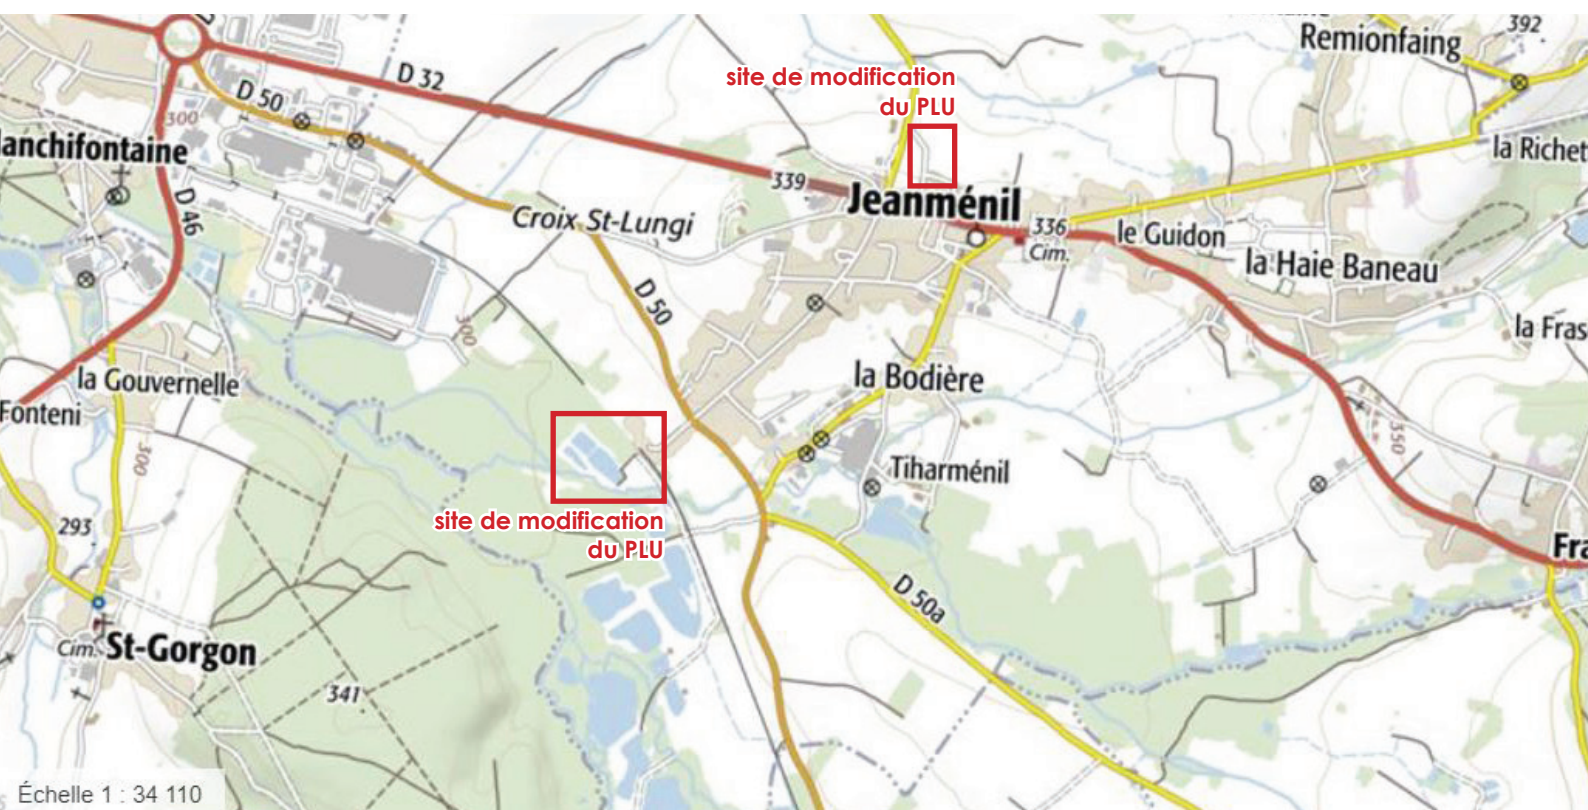 392
Remionfaing
site de modification
du PLU
D 32
D 50
300
lanchifontaine
la Richet
339
Jeanménil
D 46
Croix St-Lungi
336
Cim.
le Guidon
la Haie Baneau
D 50
300
la Fras
la Gouvernelle
la Bodière
Fonteni
300
350
Tiharménil
site de modification
du PLU
293
Fra
D 50a
Cim.
St-Gorgon
341
Échelle 1 : 34 110